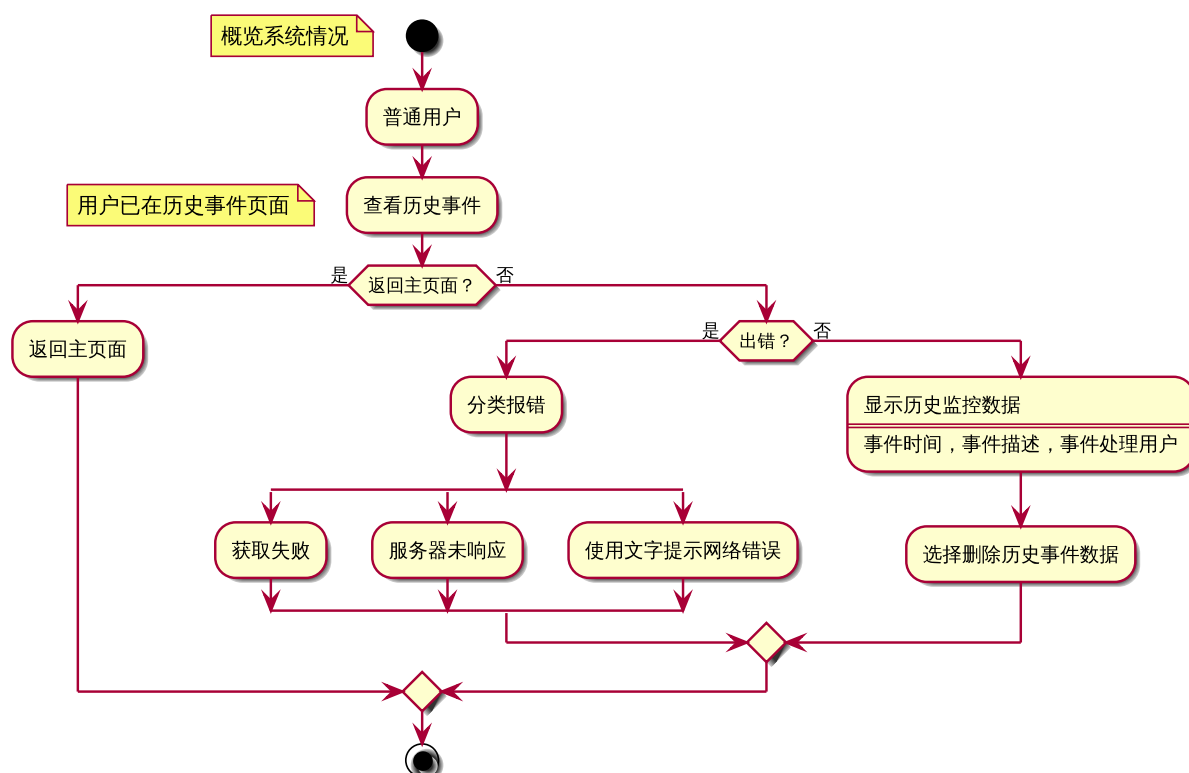 概览系统情况
普通用户
用户已在历史事件页面
查看历史事件
是
返回主页面？
否
返回主页面
是
出错？
否
分类报错
显示历史监控数据
事件时间，事件描述，事件处理用户
获取失败
服务器未响应
使用文字提示网络错误
选择删除历史事件数据